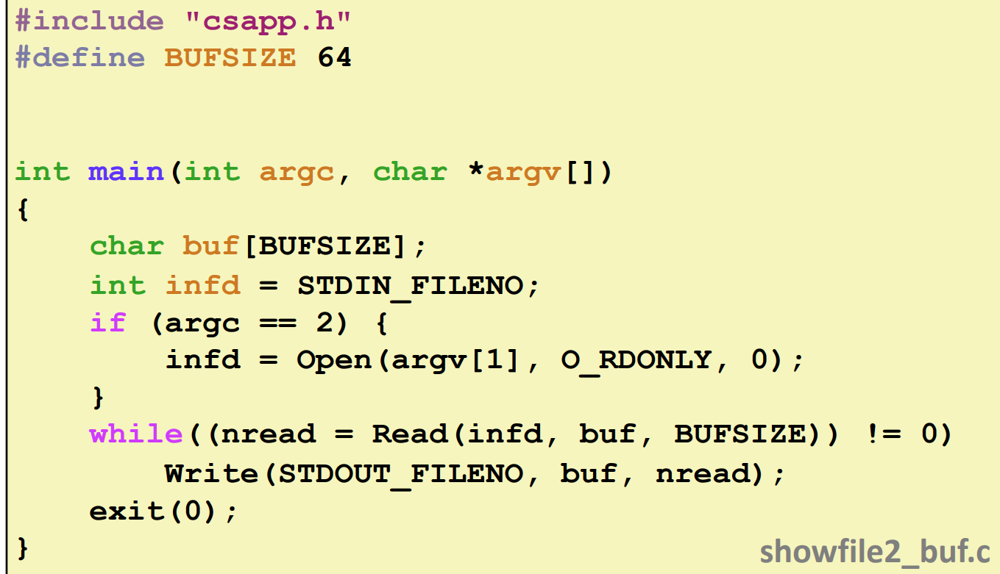 #include "csapp.h"
#define BUFSIZE 64
int main(int argc, char *argv[])
{
char buf[BUFSIZE];
int infd = STDIN_FILENO;
if (argc == 2) {
infd = Open(argv[1], O_RDONLY, 0);
}
while((nread = Read(infd, buf, BUFSIZE)) != 0)
Write(STDOUT_FILENO, buf, nread);
exit(0);
}
showfile2_buf.c